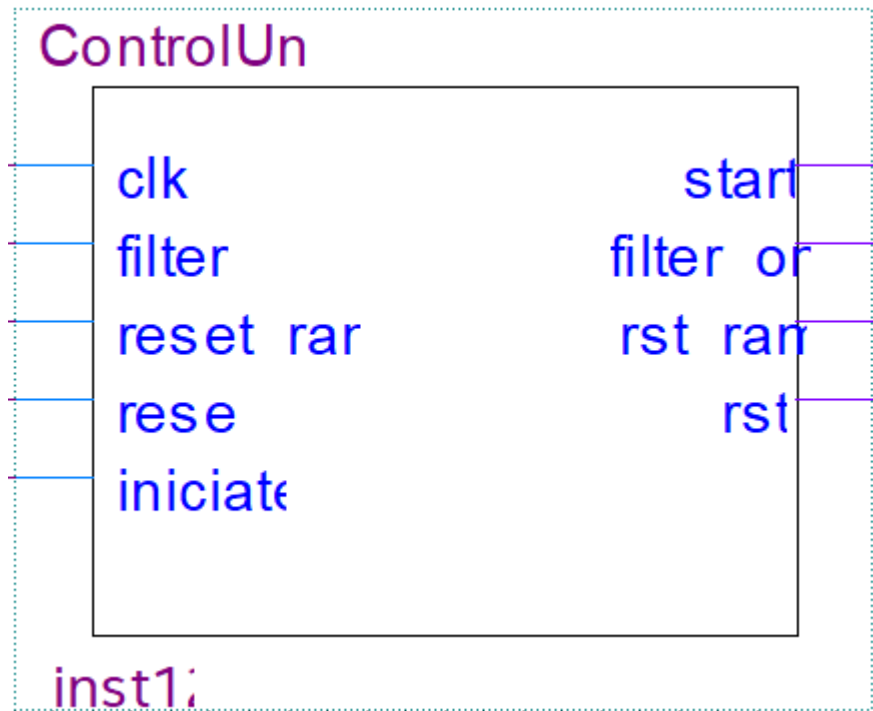 ControlUn
clk
start
filter
filter or
reset rar
rst ran
rese
rst
iniciate
inst12